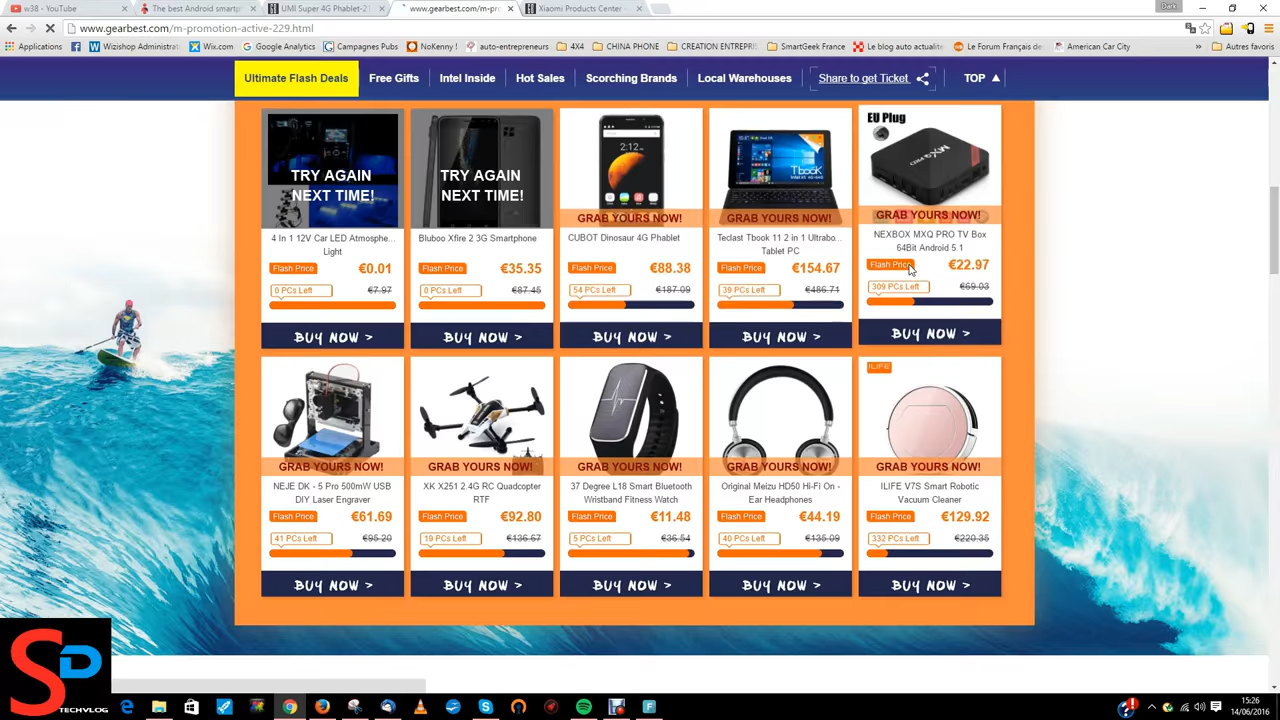 w38 - YouTube
The best Android smartp
UMI Super 4G Phablet-21
www.gearbest.com/m-pro
Xiaomi Products Center -
Dark
www.gearbest.com/m-promotion-active-229.html
Applications
Wizishop Administrat
Wix.com
Google Analytics
Campagnes Pubs
NoKenny !
auto-entrepreneurs
4X4
CHINA PHONE
CREATION ENTREPRI
SmartGeek France
Le blog auto actualité
Le Forum Français des
American Car City
Autres favoris
Ultimate Flash Deals
Free Gifts
Intel Inside
Hot Sales
Scorching Brands
Local Warehouses
Share to get Ticket
TOP
TRY AGAIN
NEXT TIME!
4 In 1 12V Car LED Atmosphe...
Light
Flash Price €0.01
0 PCs Left €7.97
BUY NOW >
TRY AGAIN
NEXT TIME!
Bluboo Xfire 2 3G Smartphone
Flash Price €35.35
0 PCs Left €87.45
BUY NOW >
2:12
GRAB YOURS NOW!
CUBOT Dinosaur 4G Phablet
Flash Price €88.38
54 PCs Left €187.09
BUY NOW >
Tbook
GRAB YOURS NOW!
Teclast Tbook 11 2 in 1 Ultrabo...
Tablet PC
Flash Price €154.67
39 PCs Left €486.71
BUY NOW >
EU Plug
MXQ PRO
GRAB YOURS NOW!
NEXBOX MXQ PRO TV Box
64Bit Android 5.1
Flash Price €22.97
309 PCs Left €69.03
BUY NOW >
GRAB YOURS NOW!
NEJE DK - 5 Pro 500mW USB
DIY Laser Engraver
Flash Price €61.69
41 PCs Left €95.20
BUY NOW >
GRAB YOURS NOW!
XK X251 2.4G RC Quadcopter
RTF
Flash Price €92.80
19 PCs Left €136.67
BUY NOW >
GRAB YOURS NOW!
37 Degree L18 Smart Bluetooth
Wristband Fitness Watch
Flash Price €11.48
5 PCs Left €36.54
BUY NOW >
GRAB YOURS NOW!
Original Meizu HD50 Hi-Fi On -
Ear Headphones
Flash Price €44.19
40 PCs Left €135.09
BUY NOW >
ILIFE
GRAB YOURS NOW!
ILIFE V7S Smart Robotic
Vacuum Cleaner
Flash Price €129.92
332 PCs Left €220.35
BUY NOW >
SD
TECHVLOG
15:26
14/06/2016